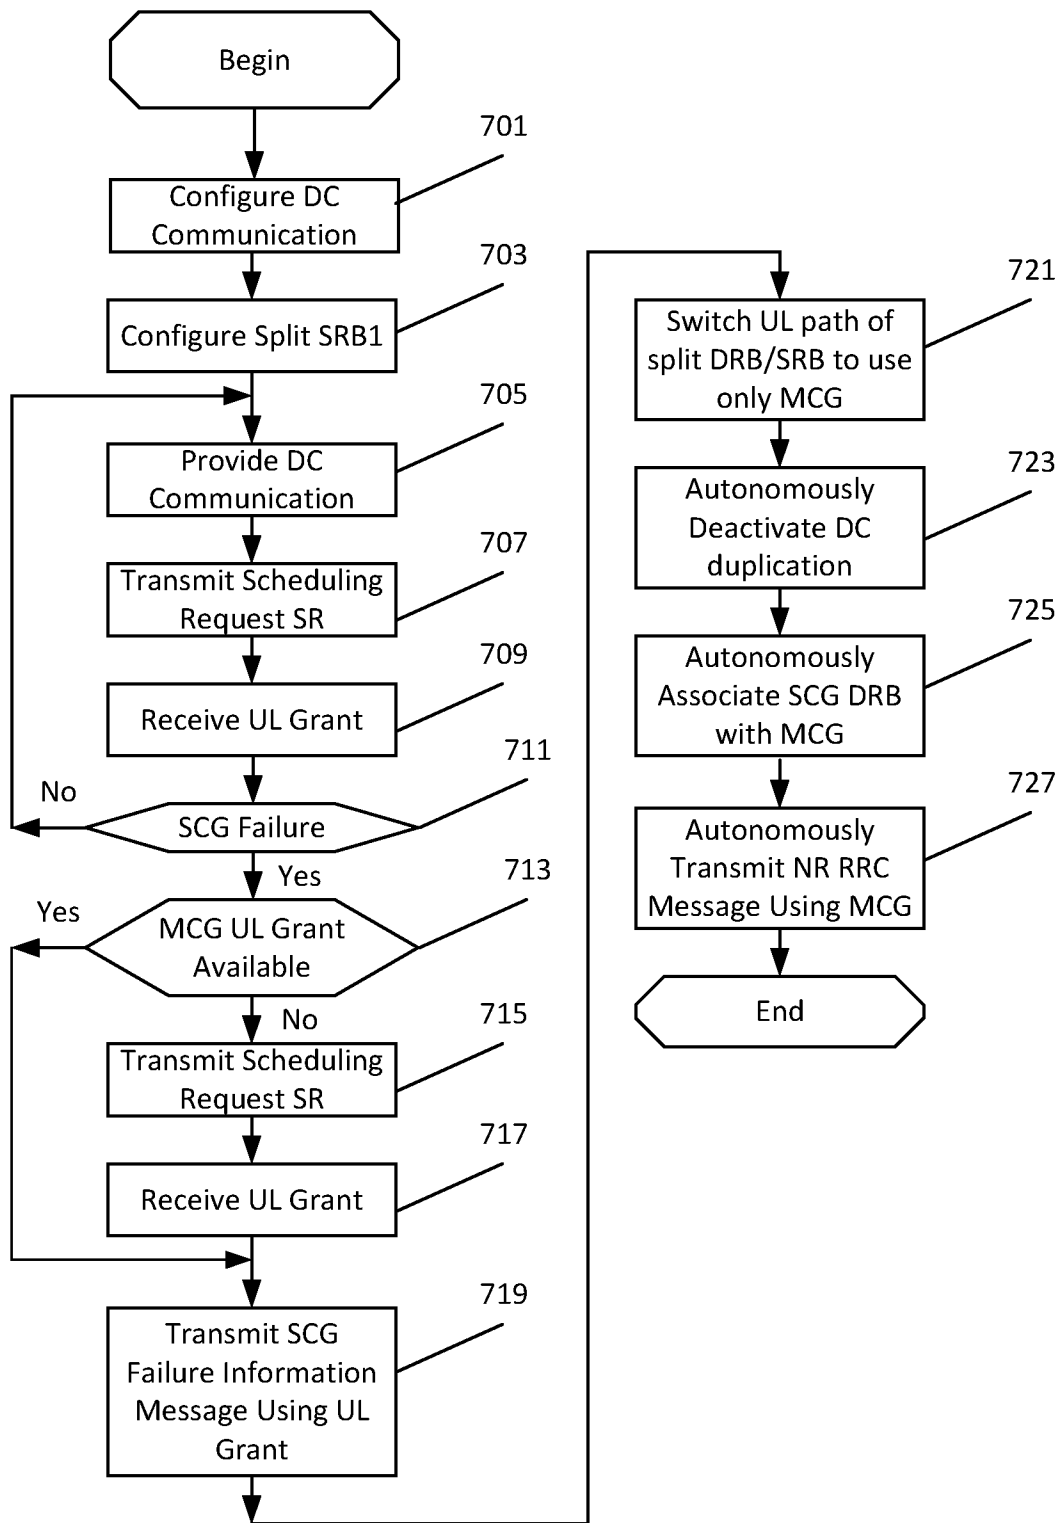 Begin
701
Configure DC
Communication
703
Configure Split SRB1
705
Provide DC
Communication
707
Transmit Scheduling
Request SR
709
Receive UL Grant
711
SCG Failure
No
Yes
713
MCG UL Grant
Available
Yes
No
715
Transmit Scheduling
Request SR
717
Receive UL Grant
719
Transmit SCG
Failure Information
Message Using UL
Grant
721
Switch UL path of
split DRB/SRB to use
only MCG
723
Autonomously
Deactivate DC
duplication
725
Autonomously
Associate SCG DRB
with MCG
727
Autonomously
Transmit NR RRC
Message Using MCG
End